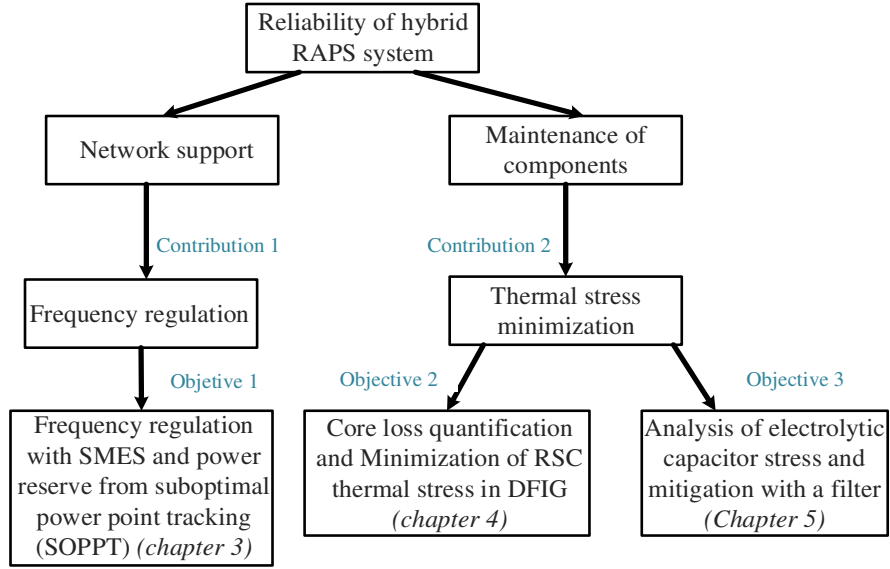 Reliability of hybrid
RAPS system
Network support
Maintenance of
components
Contribution 1
Contribution 2
Frequency regulation
Thermal stress
minimization
Objetive 1
Objective 2
Objective 3
Frequency regulation
with SMES and power
reserve from suboptimal
power point tracking
(SOPPT) (chapter 3)
Core loss quantification
and Minimization of RSC
thermal stress in DFIG
(chapter 4)
Analysis of electrolytic
capacitor stress and
mitigation with a filter
(Chapter 5)